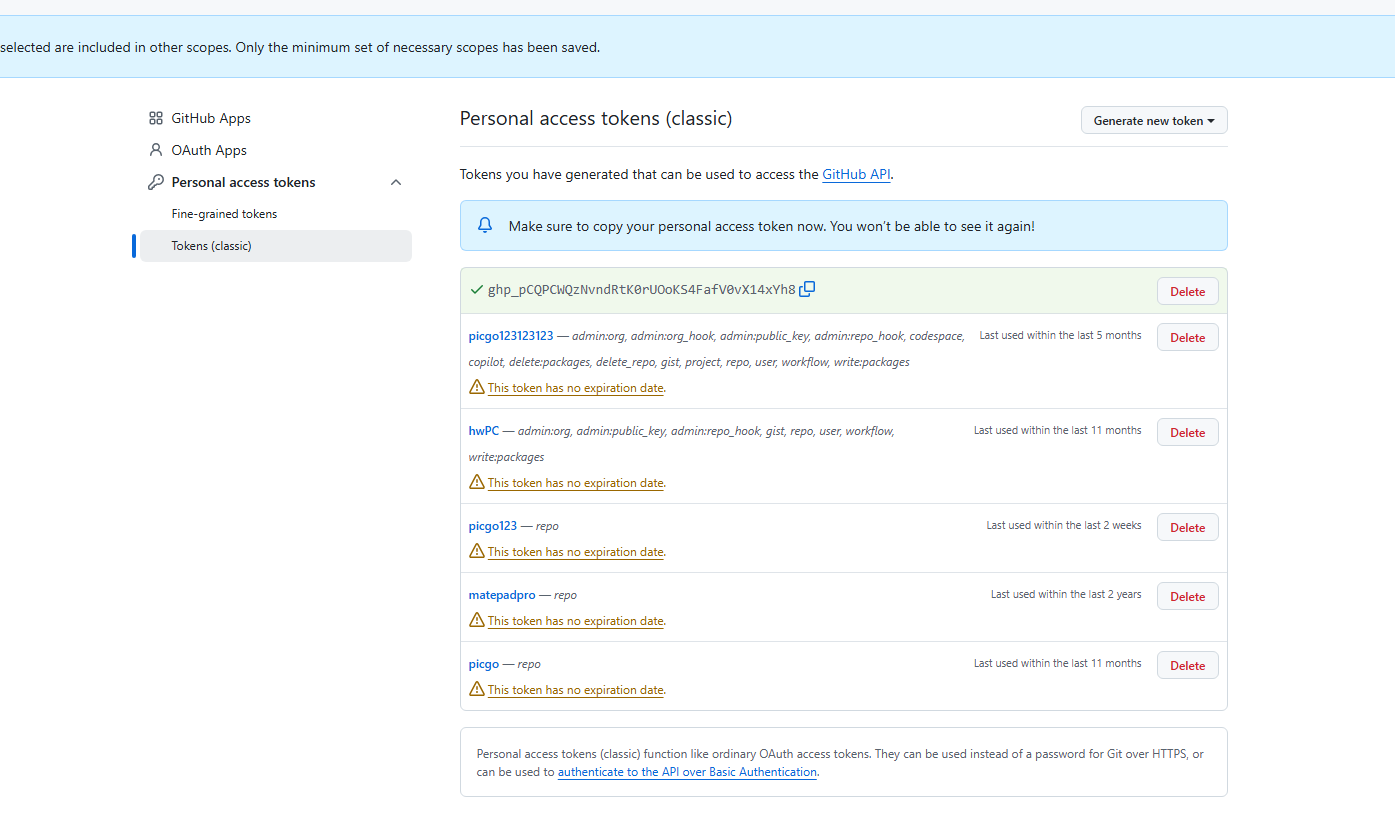 selected are included in other scopes. Only the minimum set of necessary scopes has been saved.
GitHub Apps
OAuth Apps
Personal access tokens
Fine-grained tokens
Tokens (classic)
Personal access tokens (classic)
Generate new token
Tokens you have generated that can be used to access the GitHub API.
Make sure to copy your personal access token now. You won't be able to see it again!
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
Delete
picgo123123123 — admin:org, admin:org_hook, admin:public_key, admin:repo_hook, codespace,
copilot, delete:packages, delete_repo, gist, project, repo, user, workflow, write:packages
Last used within the last 5 months
Delete
This token has no expiration date.
hwPC — admin:org, admin:public_key, admin:repo_hook, gist, repo, user, workflow,
write:packages
Last used within the last 11 months
Delete
This token has no expiration date.
picgo123 — repo
Last used within the last 2 weeks
Delete
This token has no expiration date.
matepadpro — repo
Last used within the last 2 years
Delete
This token has no expiration date.
picgo — repo
Last used within the last 11 months
Delete
This token has no expiration date.
Personal access tokens (classic) function like ordinary OAuth access tokens. They can be used instead of a password for Git over HTTPS, or
can be used to authenticate to the API over Basic Authentication.